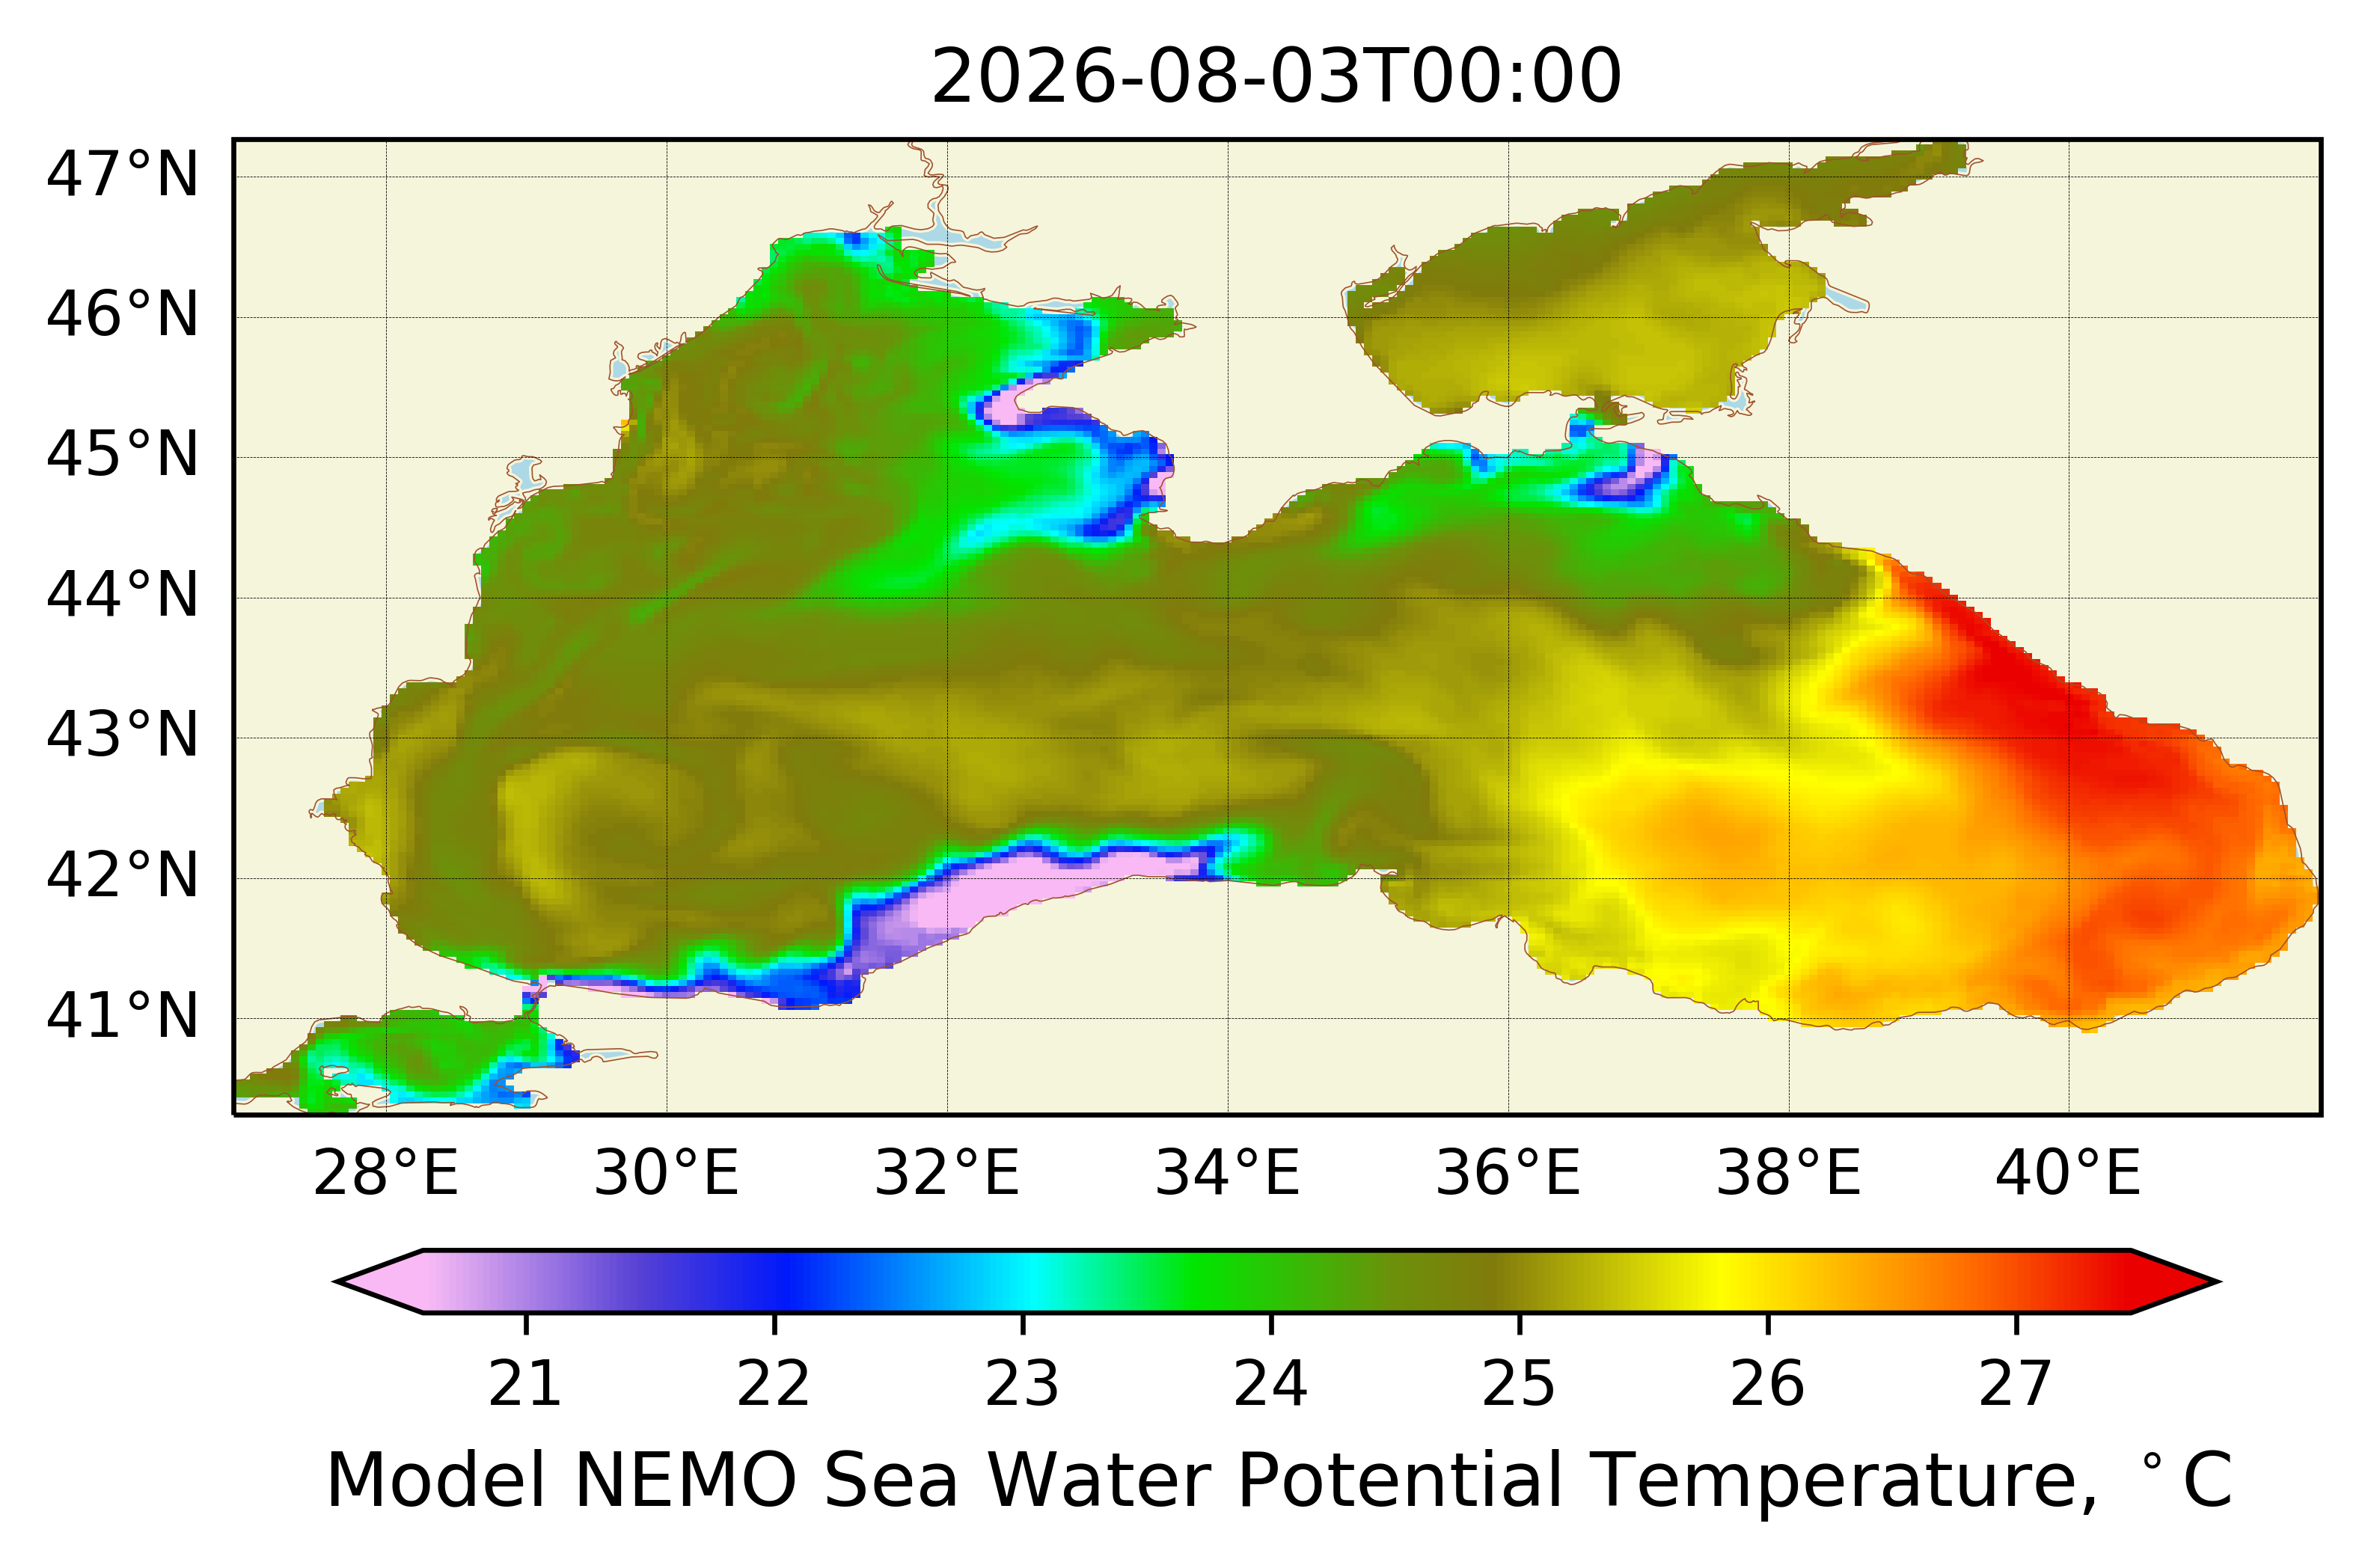 2026-08-03T00:00
47°N
46°N
45°N
44°N
43°N
42°N
41°N
28°E 30°E 32°E 34°E 36°E 38°E 40°E
21 22 23 24 25 26 27
Model NEMO Sea Water Potential Temperature, °C